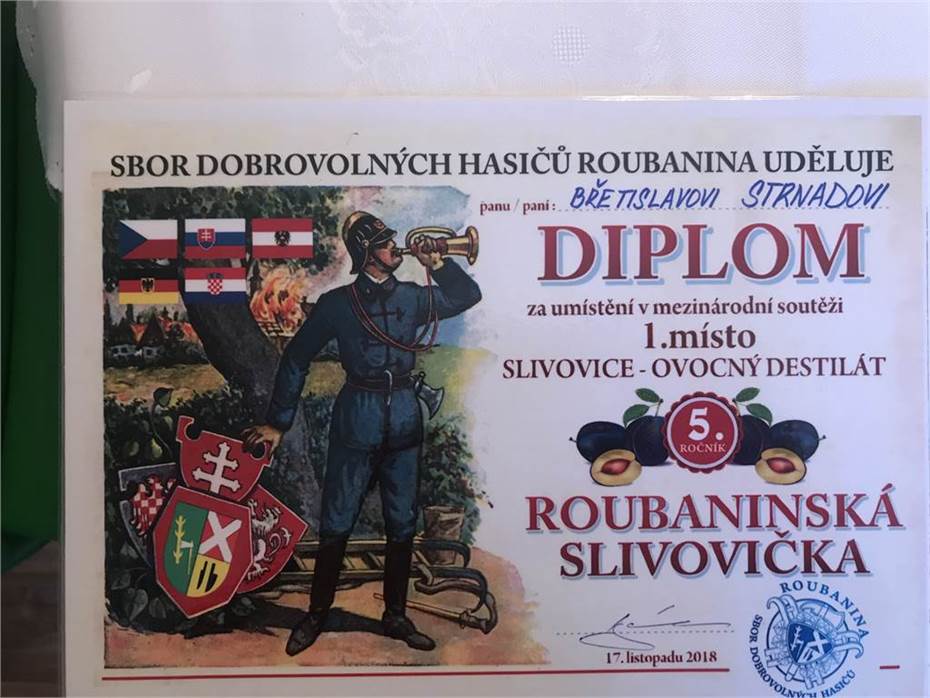 SBOR DOBROVOLNÝCH HASIČŮ ROUBANINA UDĚLUJE
panu / paní: BŘETISLAVOVI STRNADOVI
DIPLOM
za umístění v mezinárodní soutěži
1.místo
SLIVOVICE - OVOCNÝ DESTILÁT
5.
ROČNÍK
ROUBANINSKÁ
SLIVOVIČKA
17. listopadu 2018
ROUBANINA
SBOR DOBROVOLNÝCH HASIČŮ